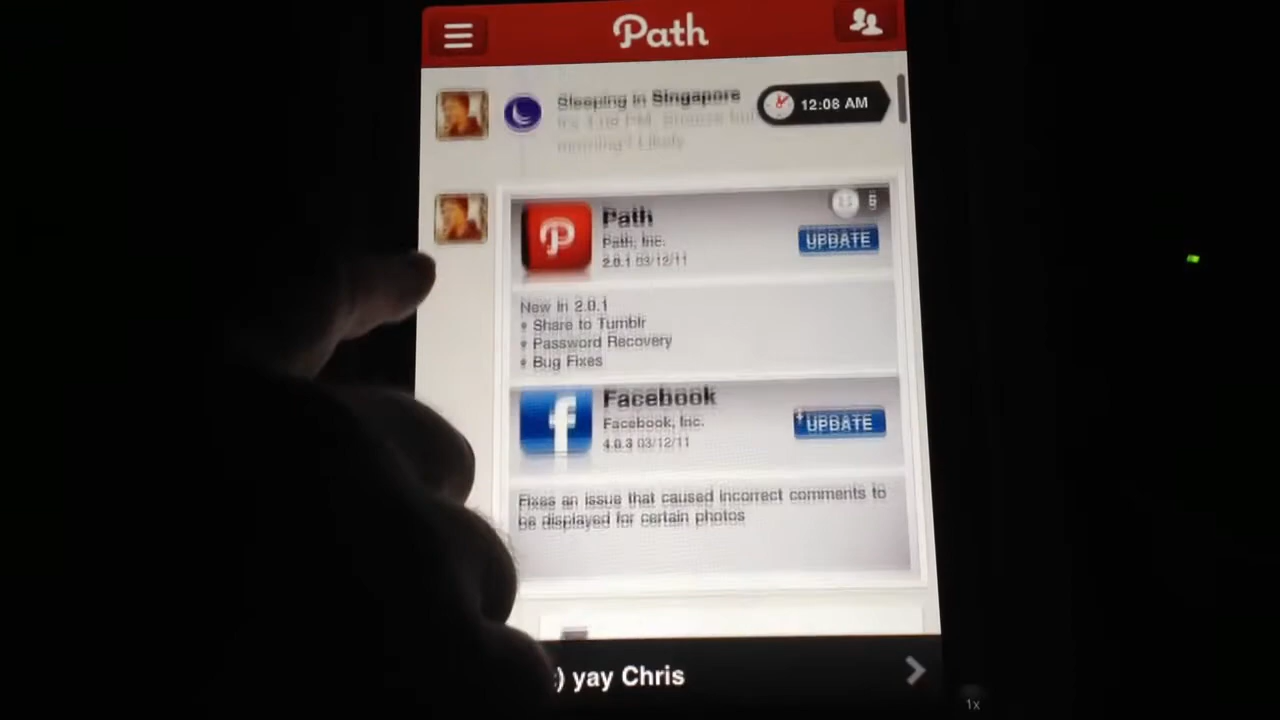 Path
Sleeping in Singapore
12:08 AM
Path
Path, Inc.
2.0.1 03/12/11
UPDATE
New in 2.0.1
• Share to Tumblr
• Password Recovery
• Bug Fixes
Facebook
Facebook, Inc.
4.0.3 03/12/11
UPDATE
Fixes an issue that caused incorrect comments to
be displayed for certain photos
) yay Chris
1x